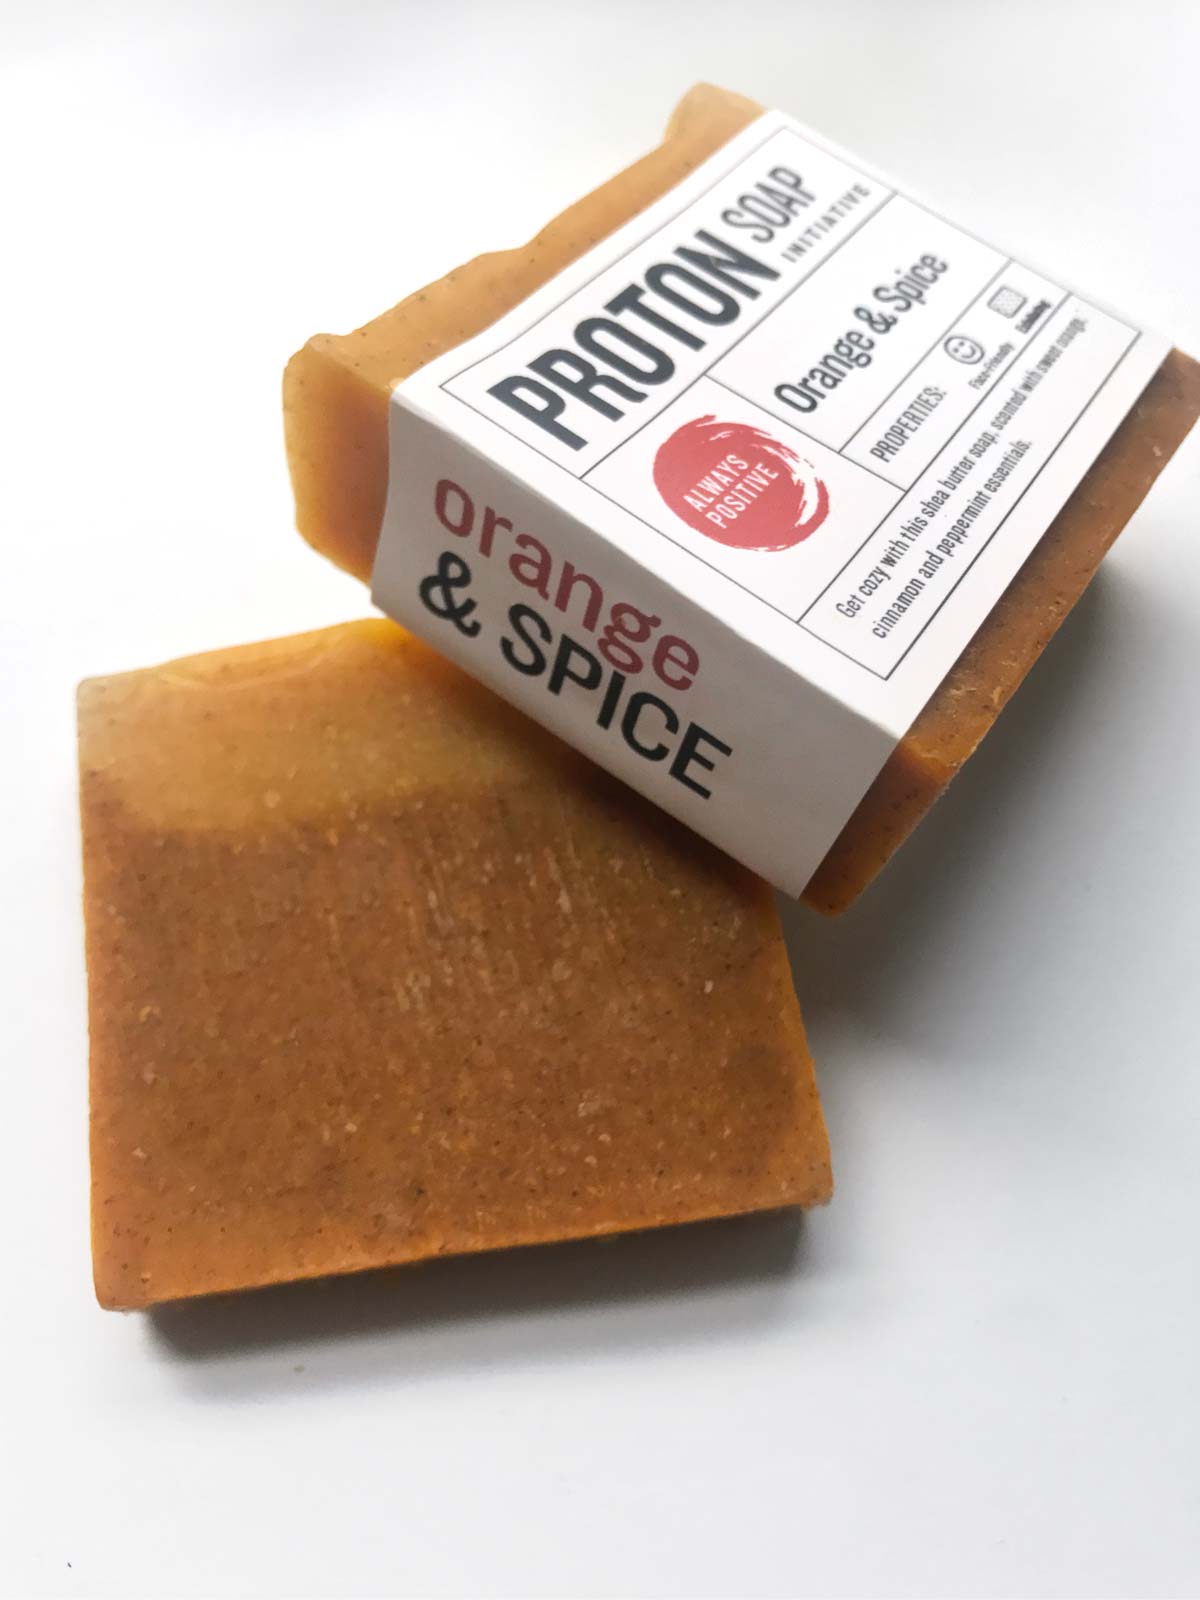 PROTON SOAP
INITIATIVE
ALWAYS
POSITIVE
Orange & Spice
PROPERTIES:
Face-Friendly
Exfoliating
Get cozy with this shea butter soap, scented with sweet orange,
cinnamon and peppermint essentials.
orange
& SPICE